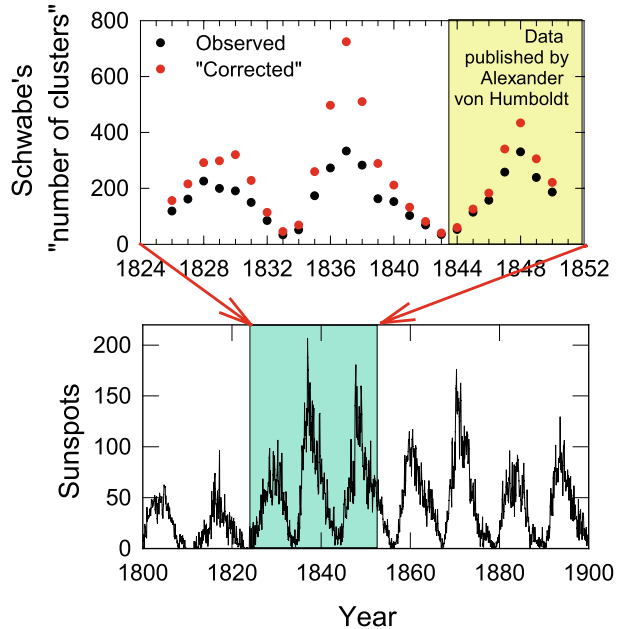 Schwabe's
"number of clusters"
800
600
400
200
0
Observed
"Corrected"
Data
published by
Alexander
von Humboldt
1824 1828 1832 1836 1840 1844 1848 1852
Sunspots
200
150
100
50
0
1800 1820 1840 1860 1880 1900
Year